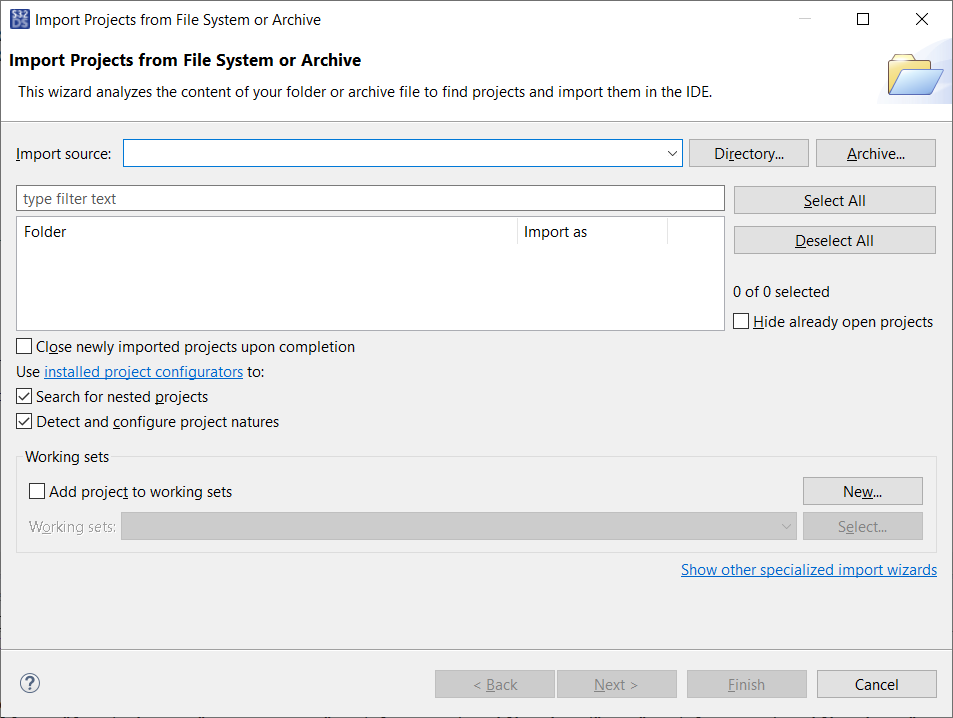 S32
DS
Import Projects from File System or Archive
Import Projects from File System or Archive
This wizard analyzes the content of your folder or archive file to find projects and import them in the IDE.
Import source:
Directory...
Archive...
type filter text
Select All
Folder
Import as
Deselect All
0 of 0 selected
Hide already open projects
Close newly imported projects upon completion
Use installed project configurators to:
Search for nested projects
Detect and configure project natures
Working sets
Add project to working sets
New...
Working sets:
Select...
Show other specialized import wizards
?
< Back
Next >
Finish
Cancel